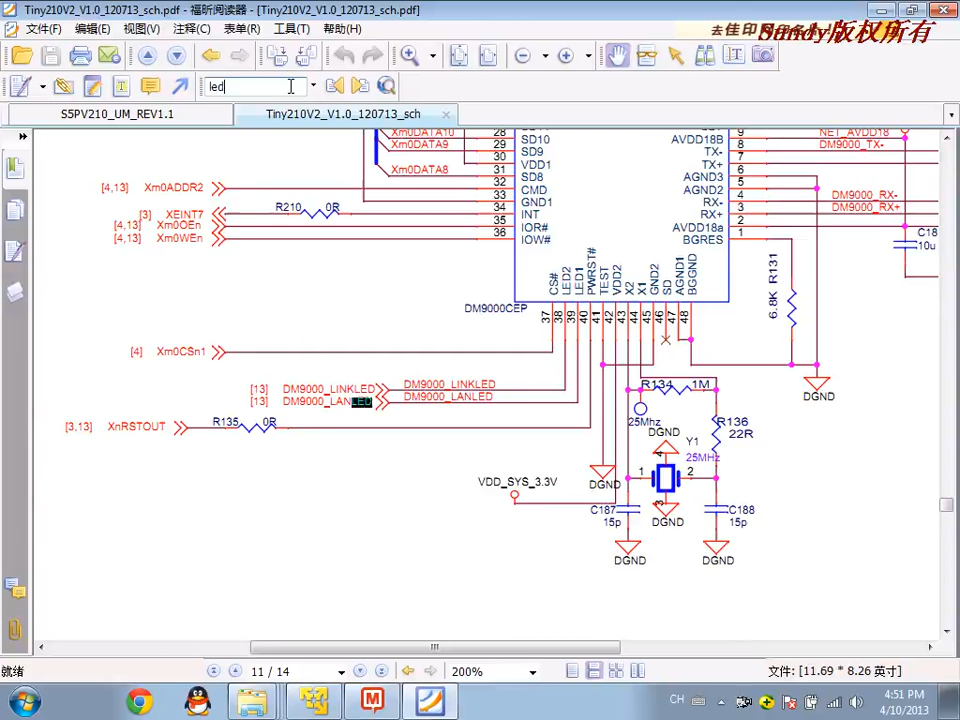 Tiny210V2_V1.0_120713_sch.pdf - 福昕阅读器 - [Tiny210V2_V1.0_120713_sch.pdf]
文件(F) 编辑(E) 视图(V) 注释(C) 表单(R) 工具(T) 帮助(H)
去佳印
Sundy版权所有
led
S5PV210_UM_REV1.1
Tiny210V2_V1.0_120713_sch
Xm0DATA10 28 SD10 AVDD18B 9 NET_AVDD18
Xm0DATA9 29 SD9 TX- 8 DM9000_TX-
30 VDD1 TX+ 7
Xm0DATA8 31 SD8 AGND3 6
[4,13] Xm0ADDR2 32 CMD AGND2 5
33 GND1 RX- 4 DM9000_RX-
[3] XEINT7 R210 0R 34 INT RX+ 3 DM9000_RX+
[4,13] Xm0OEn 35 IOR# AVDD18a 2 C18
[4,13] Xm0WEn 36 IOW# BGRES 1 10u
CS# LED2 LED1 PWRST# TEST VDD2 X2 X1 GND2 SD AGND1 BGGND
6.8K R131
DM9000CEP
37 38 39 40 41 42 43 44 45 46 47 48
[4] Xm0CSn1
[13] DM9000_LINKLED DM9000_LINKLED
[13] DM9000_LANLED DM9000_LANLED
R134 1M
DGND
25Mhz
[3,13] XnRSTOUT R135 0R
R136
22R
DGND
Y1
25MHz
4
1 2
3
VDD_SYS_3.3V
DGND
C187
15p
DGND
C188
15p
DGND DGND
就绪
11 / 14
200%
文件: [11.69 * 8.26 英寸]
CH
4:51 PM
4/10/2013